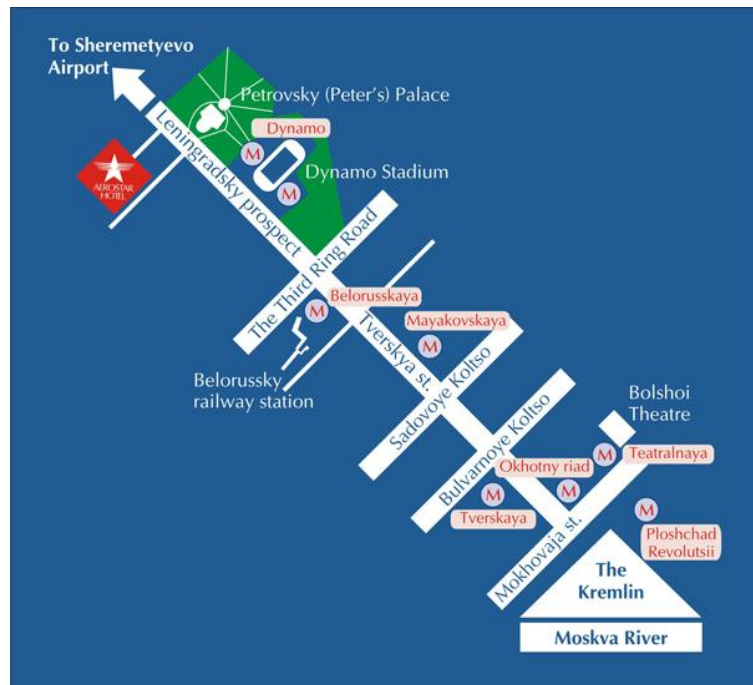 To Sheremetyevo
Airport
Petrovsky (Peter's) Palace
Dynamo
M
Dynamo Stadium
M
AEROSTAR
HOTEL
Leningradsky prospect
The Third Ring Road
Belorusskaya
M
Mayakovskaya
M
Tverskya st.
Belorussky
railway station
Sadovoye Koltso
Bolshoi
Theatre
Bulvarnoye Koltso
M
Teatralnaya
Okhotny riad
M
M
Tverskaya
M
Ploshchad
Revolutsii
Mokhovaja st.
The
Kremlin
Moskva River